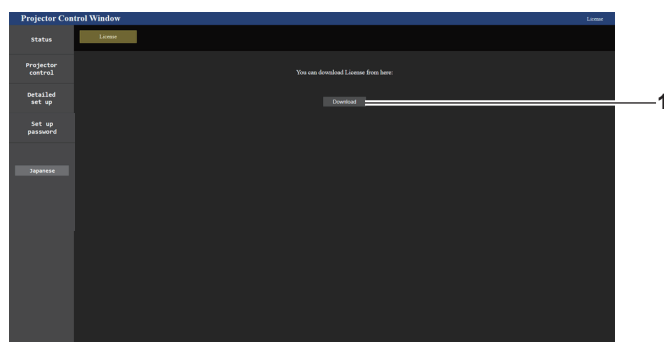 Projector Control Window
License
Status
License
Projector
control
You can download License from here:
Detailed
set up
Download
1
Set up
password
Japanese